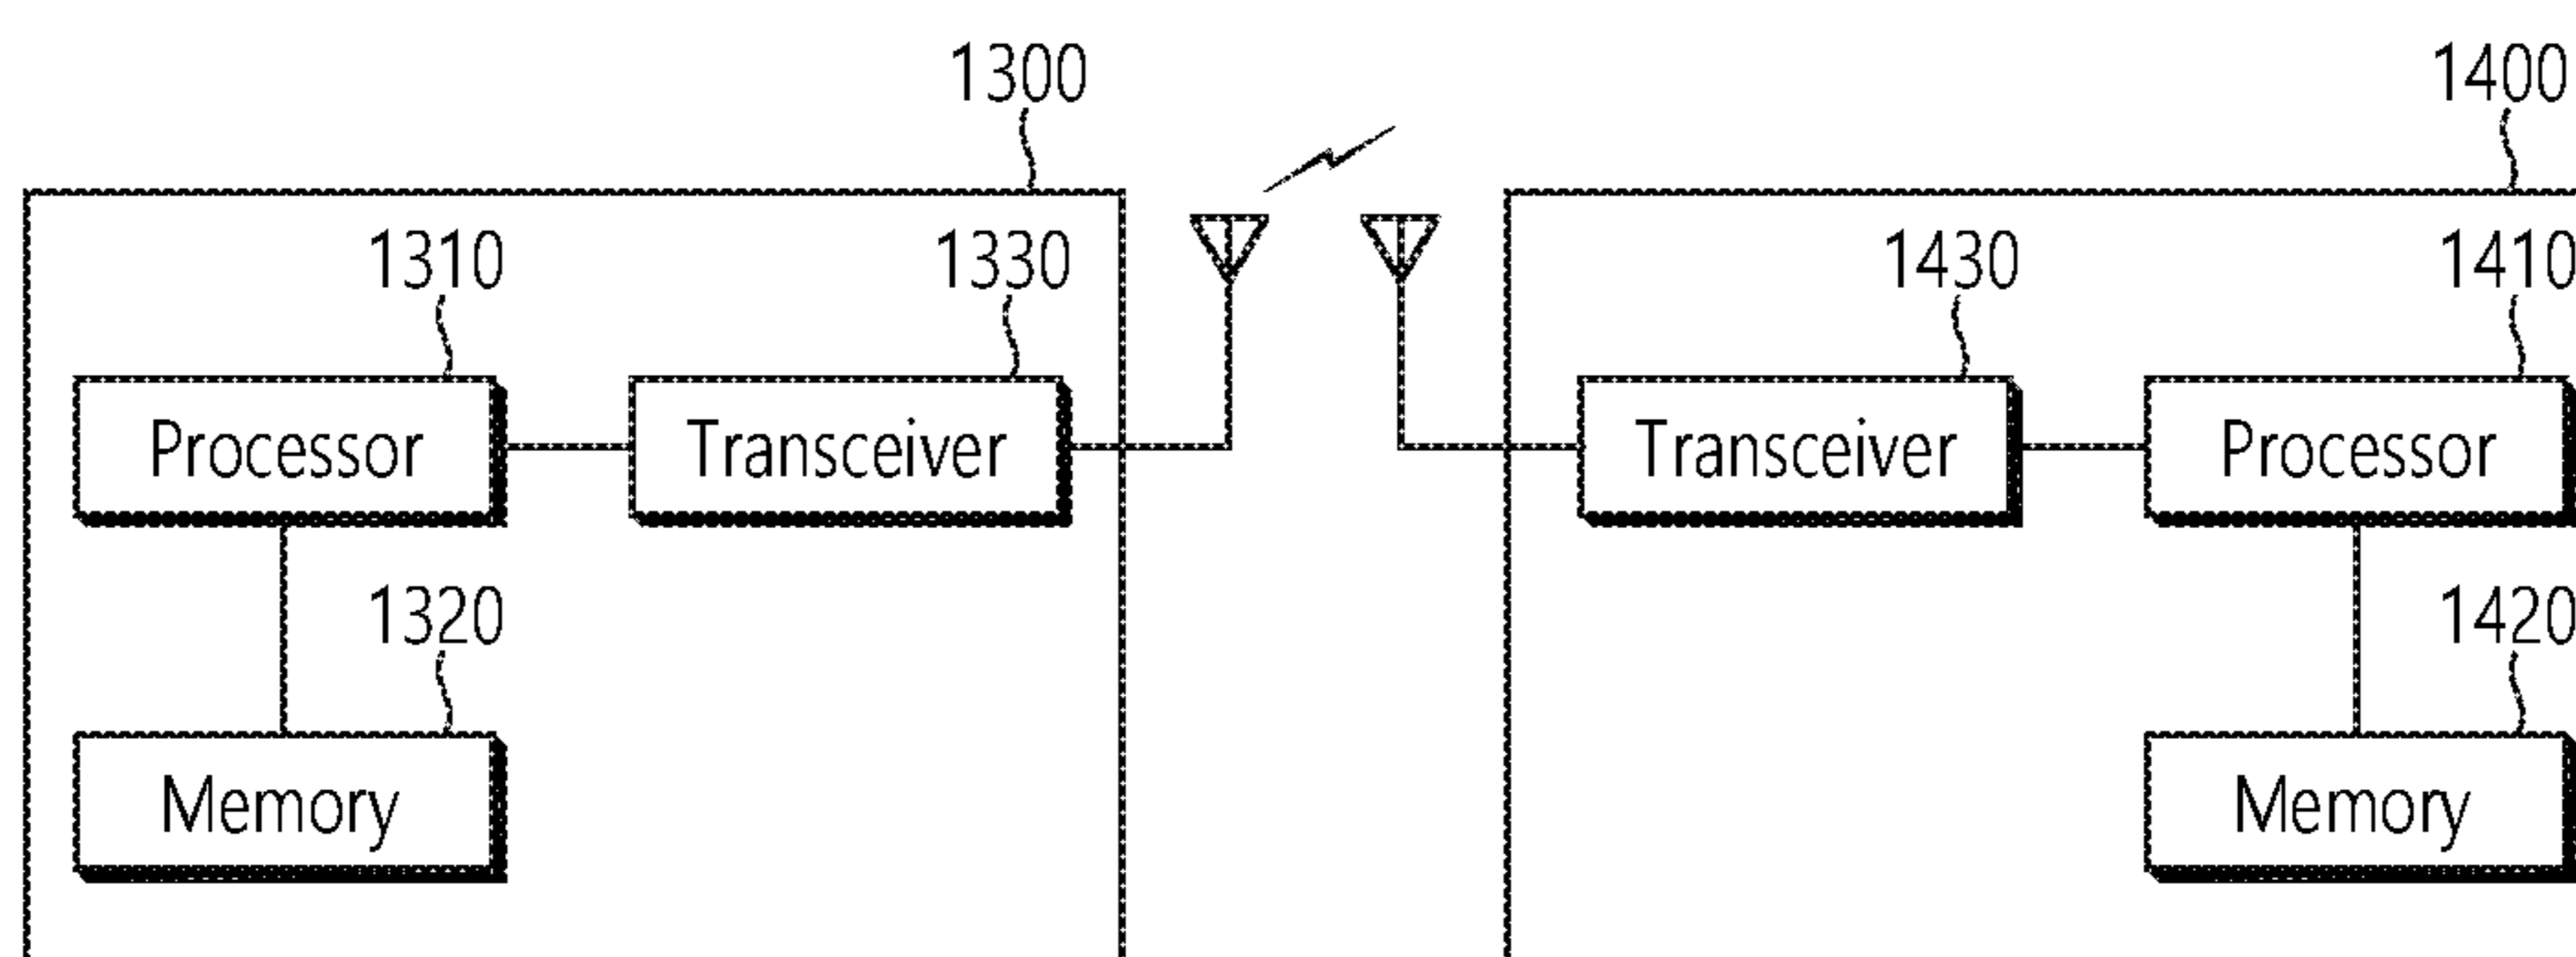 1300 1400
1310 1330 1430 1410
Processor Transceiver Transceiver Processor
1320 1420
Memory Memory